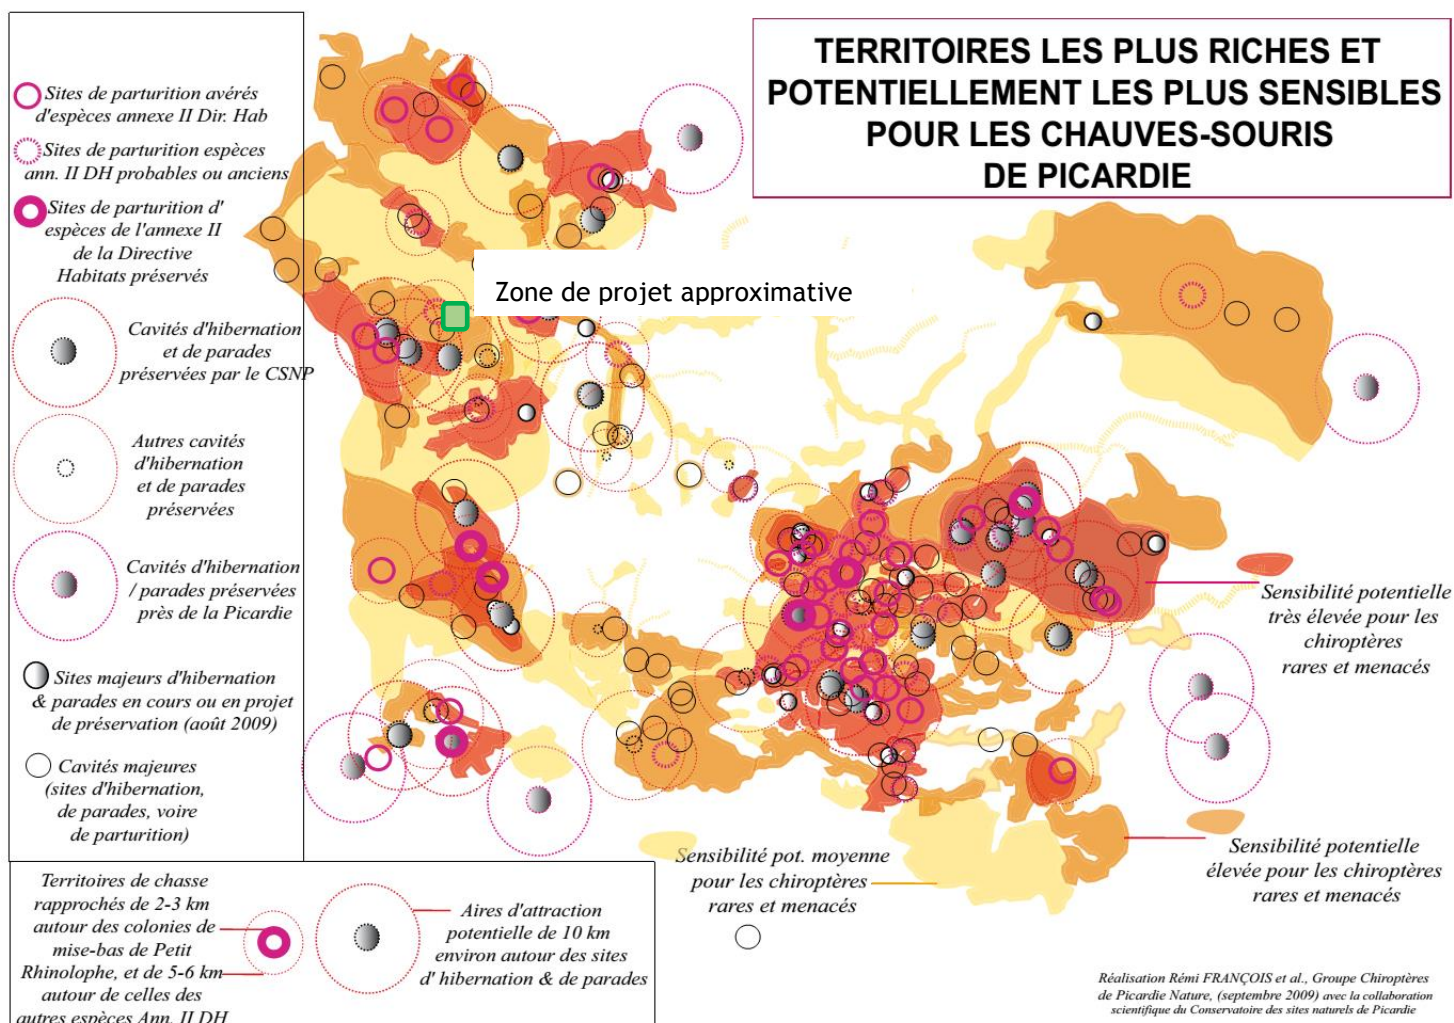 TERRITOIRES LES PLUS RICHES ET
POTENTIELLEMENT LES PLUS SENSIBLES
POUR LES CHAUVES-SOURIS
DE PICARDIE
Sites de parturition avérés
d'espèces annexe II Dir. Hab
Sites de parturition espèces
ann. II DH probables ou anciens
Sites de parturition d'
espèces de l'annexe II
de la Directive
Habitats préservés
Cavités d'hibernation
et de parades
préservées par le CSNP
Autres cavités
d'hibernation
et de parades
préservées
Cavités d'hibernation
/ parades préservées
près de la Picardie
Sites majeurs d'hibernation
& parades en cours ou en projet
de préservation (août 2009)
Cavités majeures
(sites d'hibernation,
de parades, voire
de parturition)
Zone de projet approximative
Sensibilité potentielle
très élevée pour les
chiroptères
rares et menacés
Sensibilité potentielle
élevée pour les chiroptères
rares et menacés
Sensibilité pot. moyenne
pour les chiroptères
rares et menacés
Territoires de chasse
rapprochés de 2-3 km
autour des colonies de
mise-bas de Petit
Rhinolophe, et de 5-6 km
autour de celles des
autres espèces Ann. II DH
Aires d'attraction
potentielle de 10 km
environ autour des sites
d' hibernation & de parades
Réalisation Rémi FRANÇOIS et al., Groupe Chiroptères
de Picardie Nature, (septembre 2009) avec la collaboration
scientifique du Conservatoire des sites naturels de Picardie